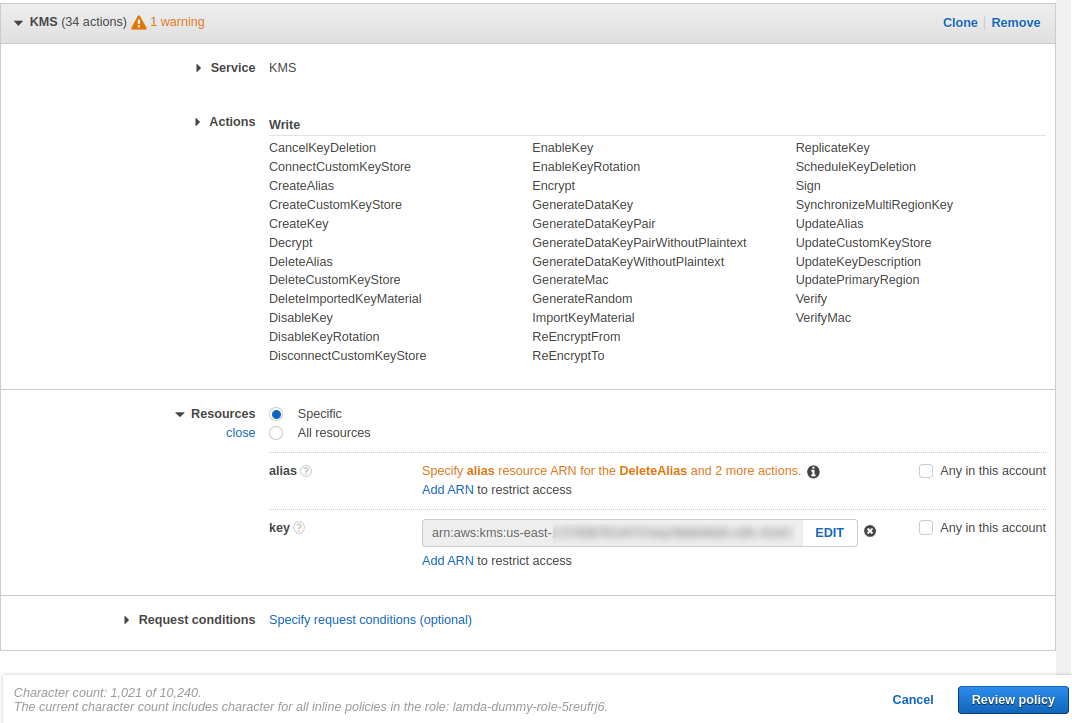 KMS (34 actions) 1 warning Clone Remove
Service KMS
Actions Write
CancelKeyDeletion EnableKey ReplicateKey
ConnectCustomKeyStore EnableKeyRotation ScheduleKeyDeletion
CreateAlias Encrypt Sign
CreateCustomKeyStore GenerateDataKey SynchronizeMultiRegionKey
CreateKey GenerateDataKeyPair UpdateAlias
Decrypt GenerateDataKeyPairWithoutPlaintext UpdateCustomKeyStore
DeleteAlias GenerateDataKeyWithoutPlaintext UpdateKeyDescription
DeleteCustomKeyStore GenerateMac UpdatePrimaryRegion
DeleteImportedKeyMaterial GenerateRandom Verify
DisableKey ImportKeyMaterial VerifyMac
DisableKeyRotation ReEncryptFrom
DisconnectCustomKeyStore ReEncryptTo
Resources Specific
close All resources
alias ? Specify alias resource ARN for the DeleteAlias and 2 more actions. Any in this account
Add ARN to restrict access
key ? arn:aws:kms:us-east- EDIT Any in this account
Add ARN to restrict access
Request conditions Specify request conditions (optional)
Character count: 1,021 of 10,240.
The current character count includes character for all inline policies in the role: lamda-dummy-role-5reufrj6.
Cancel Review policy